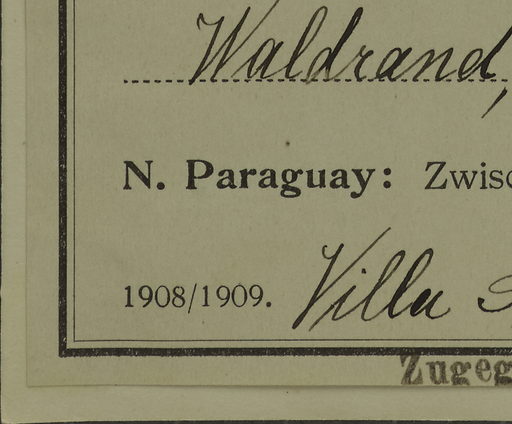 Waldrand,
N. Paraguay: Zwisc
1908/1909. Villa
Zugeg